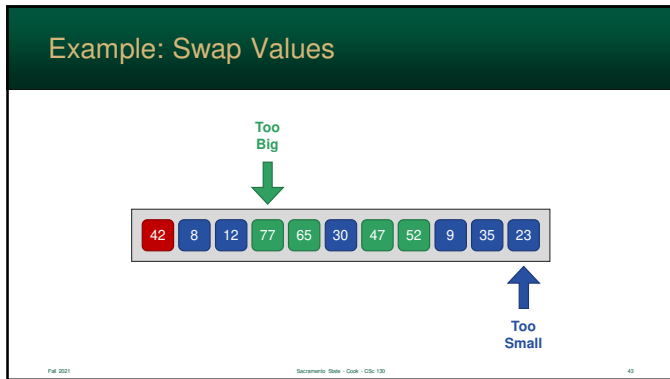 Example: Swap Values
Too
Big
42 8 12 77 65 30 47 52 9 35 23
Too
Small
Fall 2021 Sacramento State - Cook - CSc 130 43